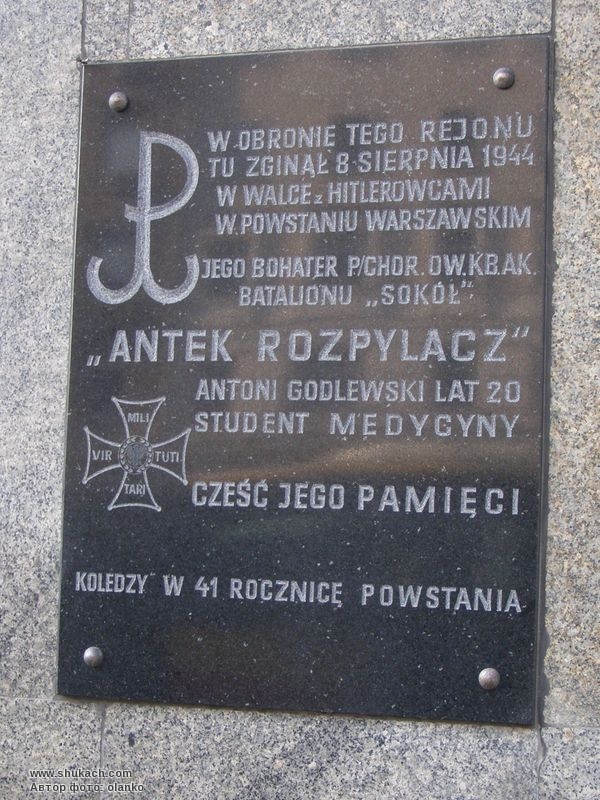 W OBRONIE TEGO REJONU
TU ZGINĄŁ 8 SIERPNIA 1944
W WALCE z HITLEROWCAMI
W POWSTANIU WARSZAWSKIM
JEGO BOHATER P/CHOR. OW.KB.AK.
BATALIONU „SOKÓŁ”
„ANTEK ROZPYLACZ”
ANTONI GODLEWSKI LAT 20
STUDENT MEDYGYNY
MILI
VIR TUTI
TARI
CZEŚĆ JEGO PAMIĘCI
KOLEDZY W 41 ROCZNICĘ POWSTANIA
www.shukach.com
Автор фото: olanko